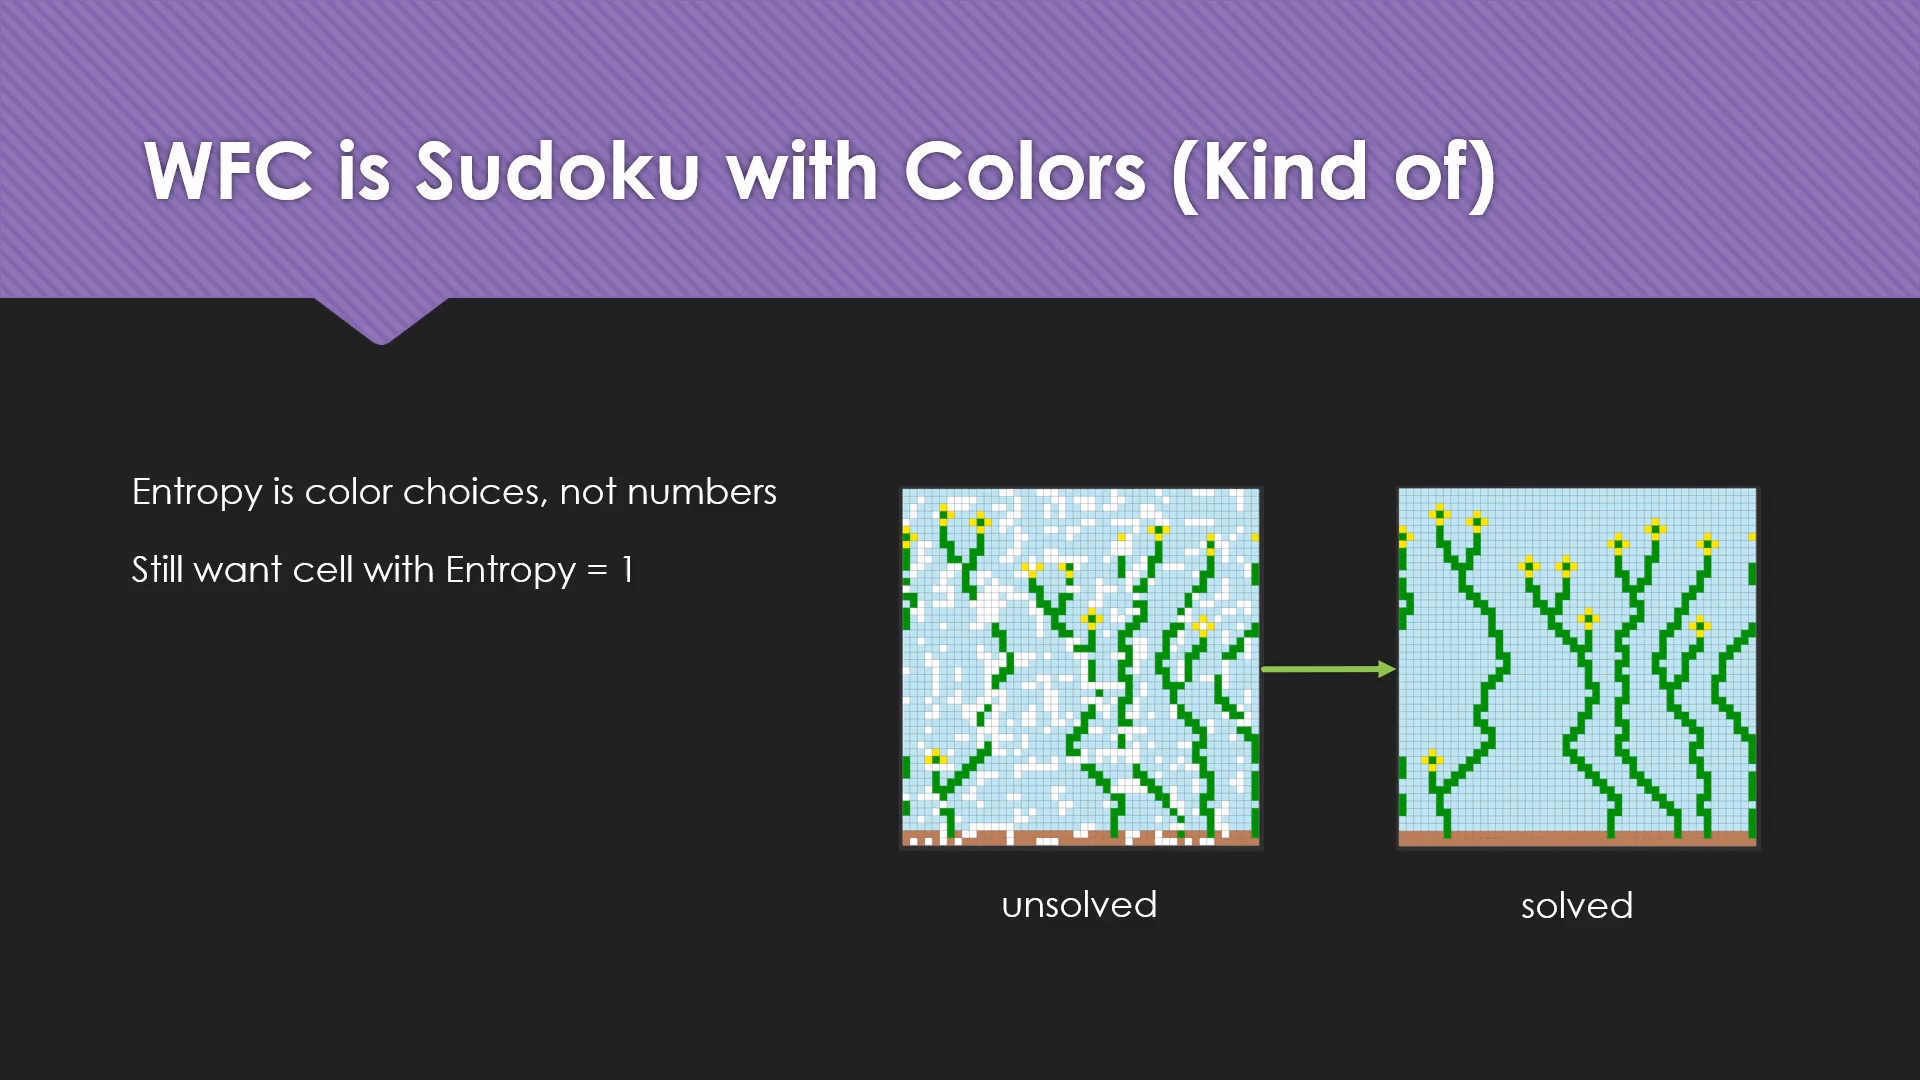 WFC is Sudoku with Colors (Kind of)
Entropy is color choices, not numbers
Still want cell with Entropy = 1
unsolved
solved